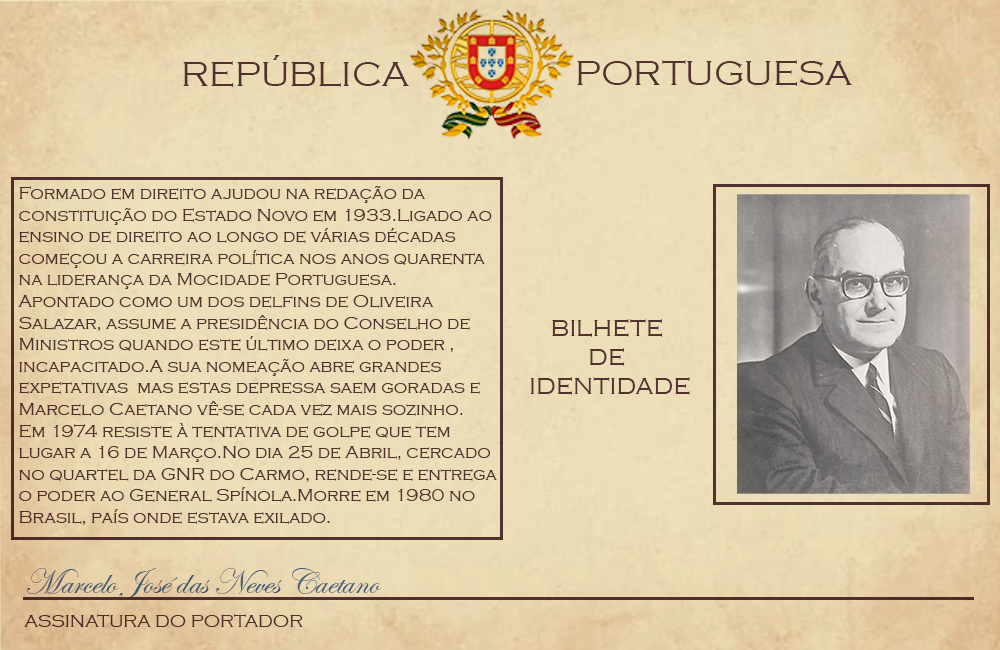 REPÚBLICA PORTUGUESA
Formado em direito ajudou na redação da
constituição do Estado Novo em 1933.Ligado ao
ensino de direito ao longo de várias décadas
começou a carreira política nos anos quarenta
na liderança da Mocidade Portuguesa.
Apontado como um dos delfins de Oliveira
Salazar, assume a presidência do Conselho de
Ministros quando este último deixa o poder ,
incapacitado.A sua nomeação abre grandes
expetativas  mas estas depressa saem goradas e
Marcelo Caetano vê-se cada vez mais sozinho.
Em 1974 resiste à tentativa de golpe que tem
lugar a 16 de Março.No dia 25 de Abril, cercado
no quartel da GNR do Carmo, rende-se e entrega
o poder ao General Spínola.Morre em 1980 no
Brasil, país onde estava exilado.
BILHETE
DE
IDENTIDADE
Marcelo José das Neves Caetano
ASSINATURA DO PORTADOR